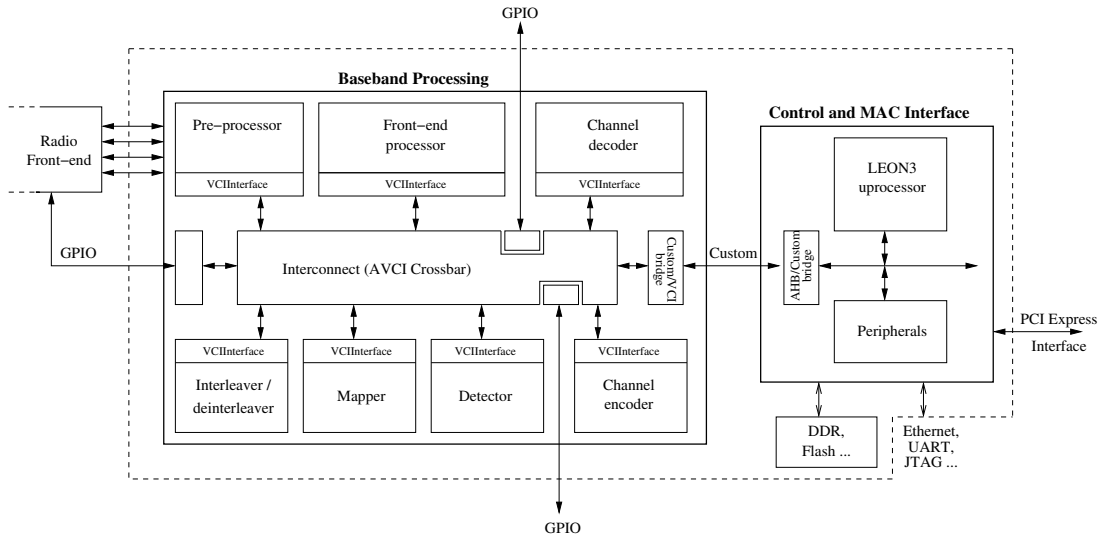 GPIO
Baseband Processing
Control and MAC Interface
Radio
Front−end
Pre−processor
VCIInterface
Front−end
processor
VCIInterface
Channel
decoder
VCIInterface
LEON3
uprocessor
GPIO
Interconnect (AVCI Crossbar)
Custom/VCI
bridge
Custom
AHB/Custom
bridge
Peripherals
PCI Express
Interface
VCIInterface
Interleaver /
deinterleaver
VCIInterface
Mapper
VCIInterface
Detector
VCIInterface
Channel
encoder
DDR,
Flash ...
Ethernet,
UART,
JTAG ...
GPIO